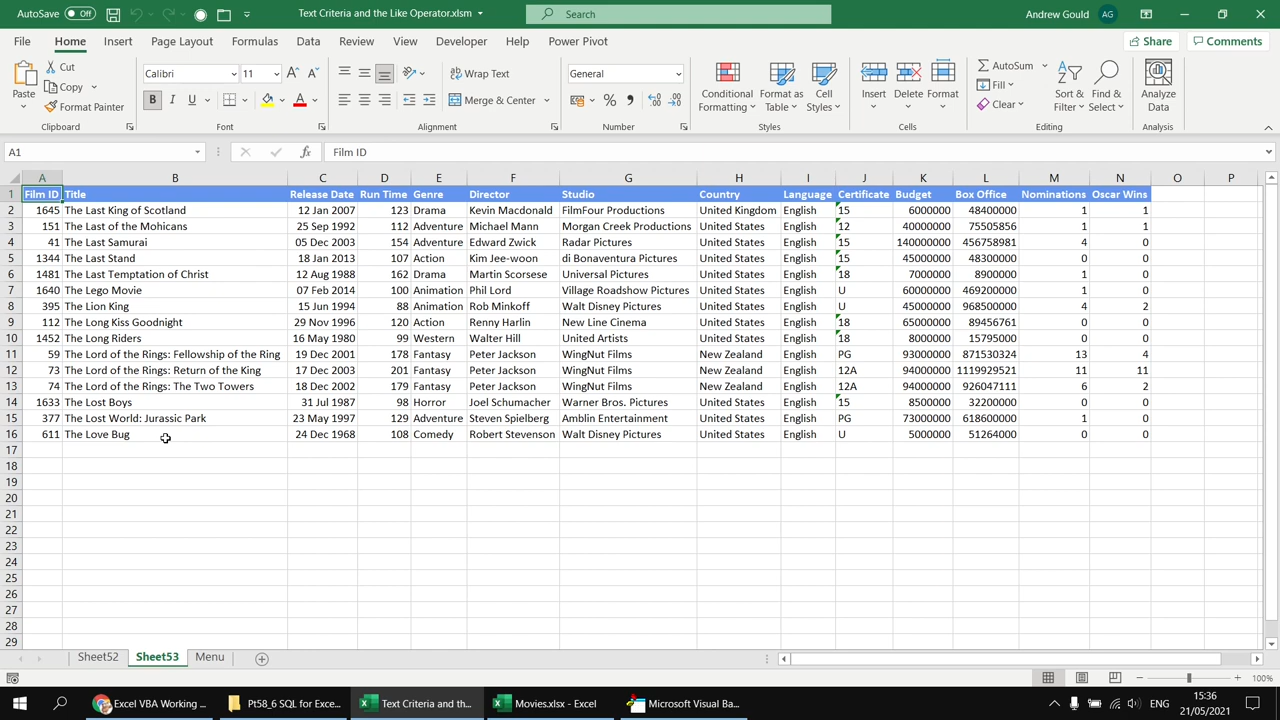 AutoSave Off Text Criteria and the Like Operator.xlsm Search Andrew Gould AG
File Home Insert Page Layout Formulas Data Review View Developer Help Power Pivot Share Comments
Paste Cut Copy Format Painter Clipboard
Calibri 11 B I U A Font
Wrap Text Merge & Center Alignment
General % Number
Conditional Formatting Format as Table Cell Styles Styles
Insert Delete Format Cells
AutoSum Fill Clear Sort & Filter Find & Select Editing
Analyze Data Analysis
A1 fx Film ID
A B C D E F G H I J K L M N O P
1 Film ID Title Release Date Run Time Genre Director Studio Country Language Certificate Budget Box Office Nominations Oscar Wins
2 1645 The Last King of Scotland 12 Jan 2007 123 Drama Kevin Macdonald FilmFour Productions United Kingdom English 15 6000000 48400000 1 1
3 151 The Last of the Mohicans 25 Sep 1992 112 Adventure Michael Mann Morgan Creek Productions United States English 12 40000000 75505856 1 1
4 41 The Last Samurai 05 Dec 2003 154 Adventure Edward Zwick Radar Pictures United States English 15 140000000 456758981 4 0
5 1344 The Last Stand 18 Jan 2013 107 Action Kim Jee-woon di Bonaventura Pictures United States English 15 45000000 48300000 0 0
6 1481 The Last Temptation of Christ 12 Aug 1988 162 Drama Martin Scorsese Universal Pictures United States English 18 7000000 8900000 1 0
7 1640 The Lego Movie 07 Feb 2014 100 Animation Phil Lord Village Roadshow Pictures United States English U 60000000 469200000 1 0
8 395 The Lion King 15 Jun 1994 88 Animation Rob Minkoff Walt Disney Pictures United States English U 45000000 968500000 4 2
9 112 The Long Kiss Goodnight 29 Nov 1996 120 Action Renny Harlin New Line Cinema United States English 18 65000000 89456761 0 0
10 1452 The Long Riders 16 May 1980 99 Western Walter Hill United Artists United States English 18 8000000 15795000 0 0
11 59 The Lord of the Rings: Fellowship of the Ring 19 Dec 2001 178 Fantasy Peter Jackson WingNut Films New Zealand English PG 93000000 871530324 13 4
12 73 The Lord of the Rings: Return of the King 17 Dec 2003 201 Fantasy Peter Jackson WingNut Films New Zealand English 12A 94000000 1119929521 11 11
13 74 The Lord of the Rings: The Two Towers 18 Dec 2002 179 Fantasy Peter Jackson WingNut Films New Zealand English 12A 94000000 926047111 6 2
14 1633 The Lost Boys 31 Jul 1987 98 Horror Joel Schumacher Warner Bros. Pictures United States English 15 8500000 32200000 0 0
15 377 The Lost World: Jurassic Park 23 May 1997 129 Adventure Steven Spielberg Amblin Entertainment United States English PG 73000000 618600000 1 0
16 611 The Love Bug 24 Dec 1968 108 Comedy Robert Stevenson Walt Disney Pictures United States English U 5000000 51264000 0 0
17
18
19
20
21
22
23
24
25
26
27
28
29
Sheet52 Sheet53 Menu
100%
Excel VBA Working ... Pt58_6 SQL for Exce... Text Criteria and th... Movies.xlsx - Excel Microsoft Visual Ba... ENG 15:36
21/05/2021